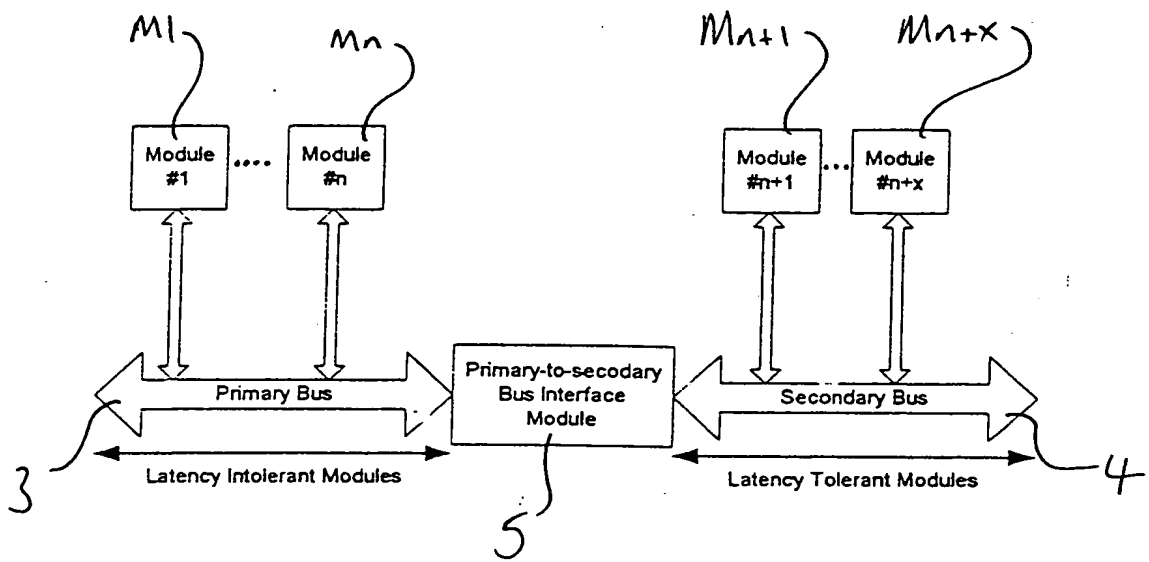 M1
Mn
Mn+1
Mn+x
Module
#1
....
Module
#n
Module
#n+1
...
Module
#n+x
Primary Bus
Primary-to-secodary
Bus Interface
Module
Secondary Bus
3
Latency Intolerant Modules
5
Latency Tolerant Modules
4